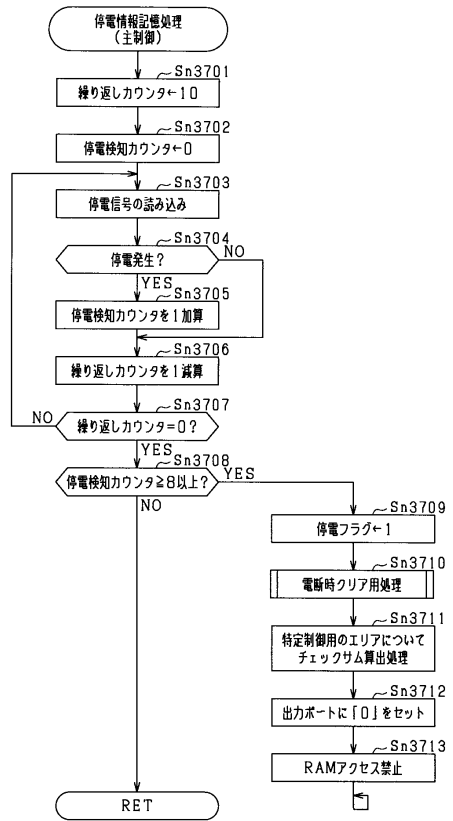 停電情報記憶処理
(主制御)
Sn3701
繰り返しカウンタ←10
Sn3702
停電検知カウンタ←0
Sn3703
停電信号の読み込み
Sn3704
停電発生?
NO
YES
Sn3705
停電検知カウンタを1加算
Sn3706
繰り返しカウンタを1減算
Sn3707
NO
繰り返しカウンタ=0?
YES
Sn3708
停電検知カウンタ≧8以上?
YES
NO
Sn3709
停電フラグ←1
Sn3710
電断時クリア用処理
Sn3711
特定制御用のエリアについて
チェックサム算出処理
Sn3712
出力ポートに「0」をセット
Sn3713
RAMアクセス禁止
RET